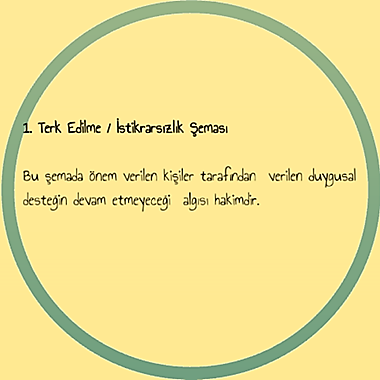 1. Terk Edilme / İstikrarsızlık Şeması
Bu şemada önem verilen kişiler tarafından verilen duygusal
desteğin devam etmeyeceği algısı hakimdir.